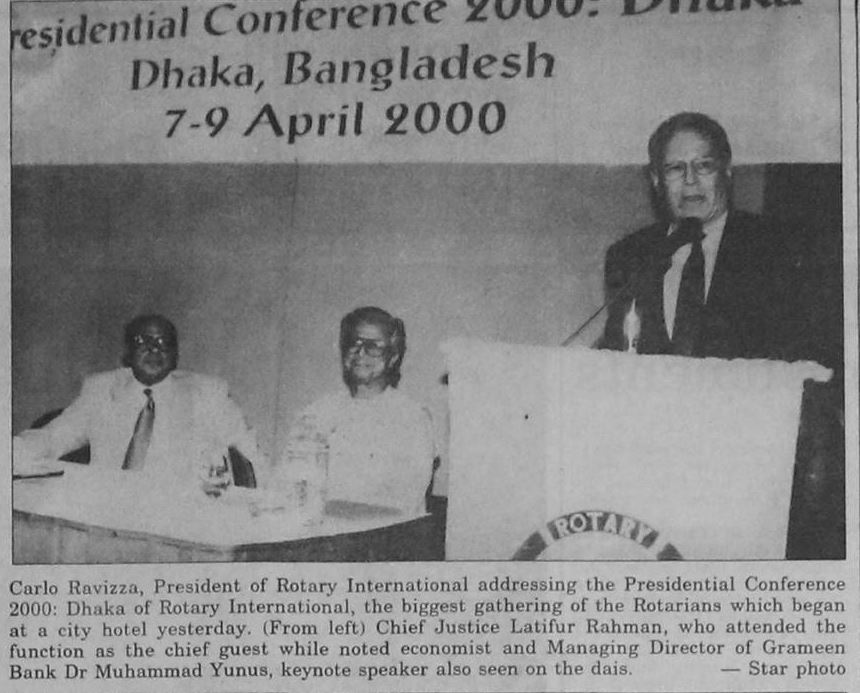 residential Conference 2000: Dhaka
Dhaka, Bangladesh
7-9 April 2000
ROTARY
Carlo Ravizza, President of Rotary International addressing the Presidential Conference
2000: Dhaka of Rotary International, the biggest gathering of the Rotarians which began
at a city hotel yesterday. (From left) Chief Justice Latifur Rahman, who attended the
function as the chief guest while noted economist and Managing Director of Grameen
Bank Dr Muhammad Yunus, keynote speaker also seen on the dais. — Star photo